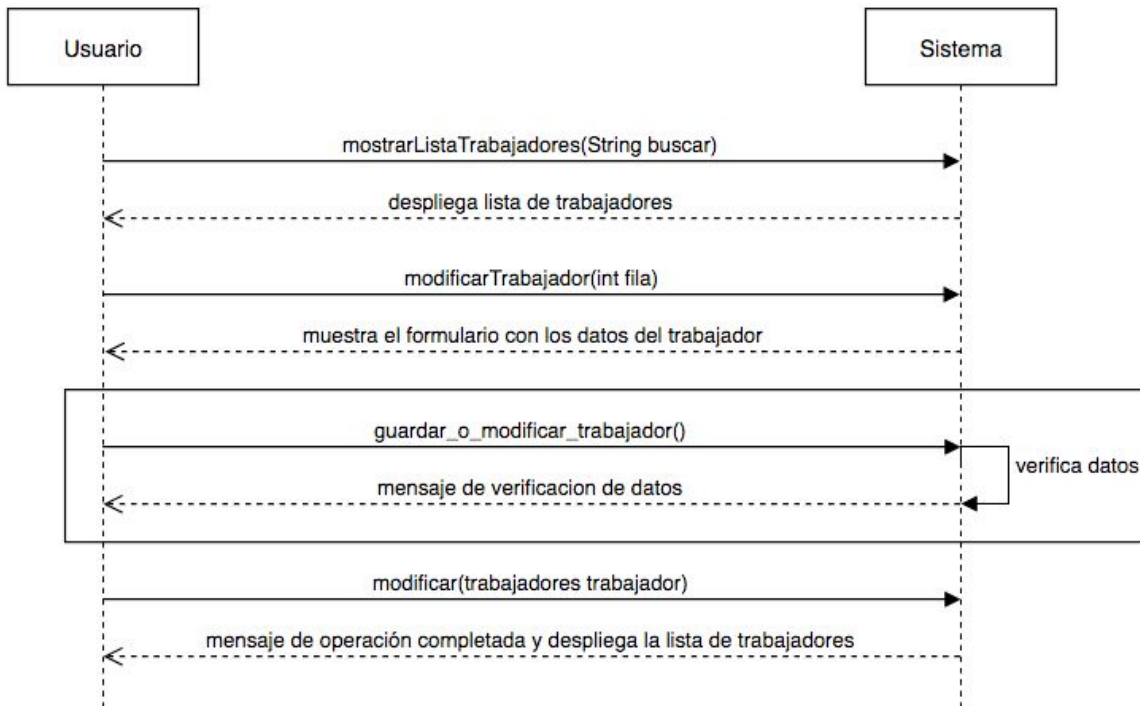 Usuario
Sistema
mostrarListaTrabajadores(String buscar)
despliega lista de trabajadores
modificarTrabajador(int fila)
muestra el formulario con los datos del trabajador
guardar_o_modificar_trabajador()
verifica datos
mensaje de verificacion de datos
modificar(trabajadores trabajador)
mensaje de operación completada y despliega la lista de trabajadores